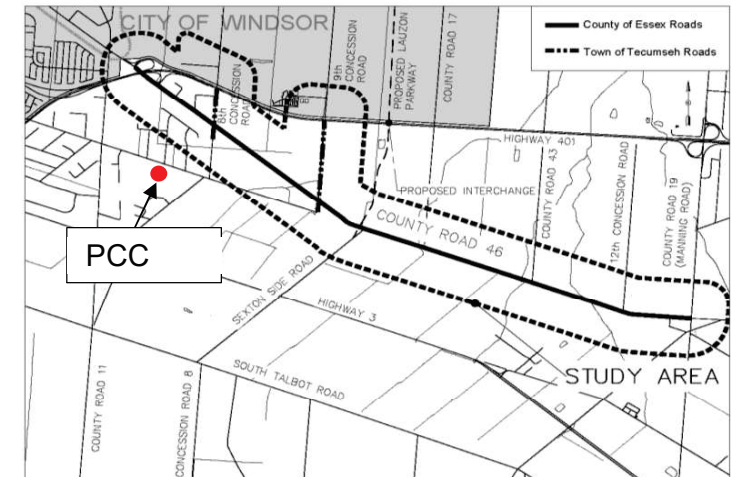 CITY OF WINDSOR
County of Essex Roads
Town of Tecumseh Roads
8th
CONCESSION
ROAD
9th
CONCESSION
ROAD
PROPOSED LAUZON
PARKWAY
COUNTY ROAD 17
HIGHWAY 401
PROPOSED INTERCHANGE
COUNTY ROAD 43
12th CONCESSION ROAD
COUNTY ROAD 19
(MANNING ROAD)
COUNTY ROAD 46
PCC
SEXTON SIDE ROAD
HIGHWAY 3
STUDY AREA
SOUTH TALBOT ROAD
COUNTY ROAD 11
CONCESSION ROAD 8